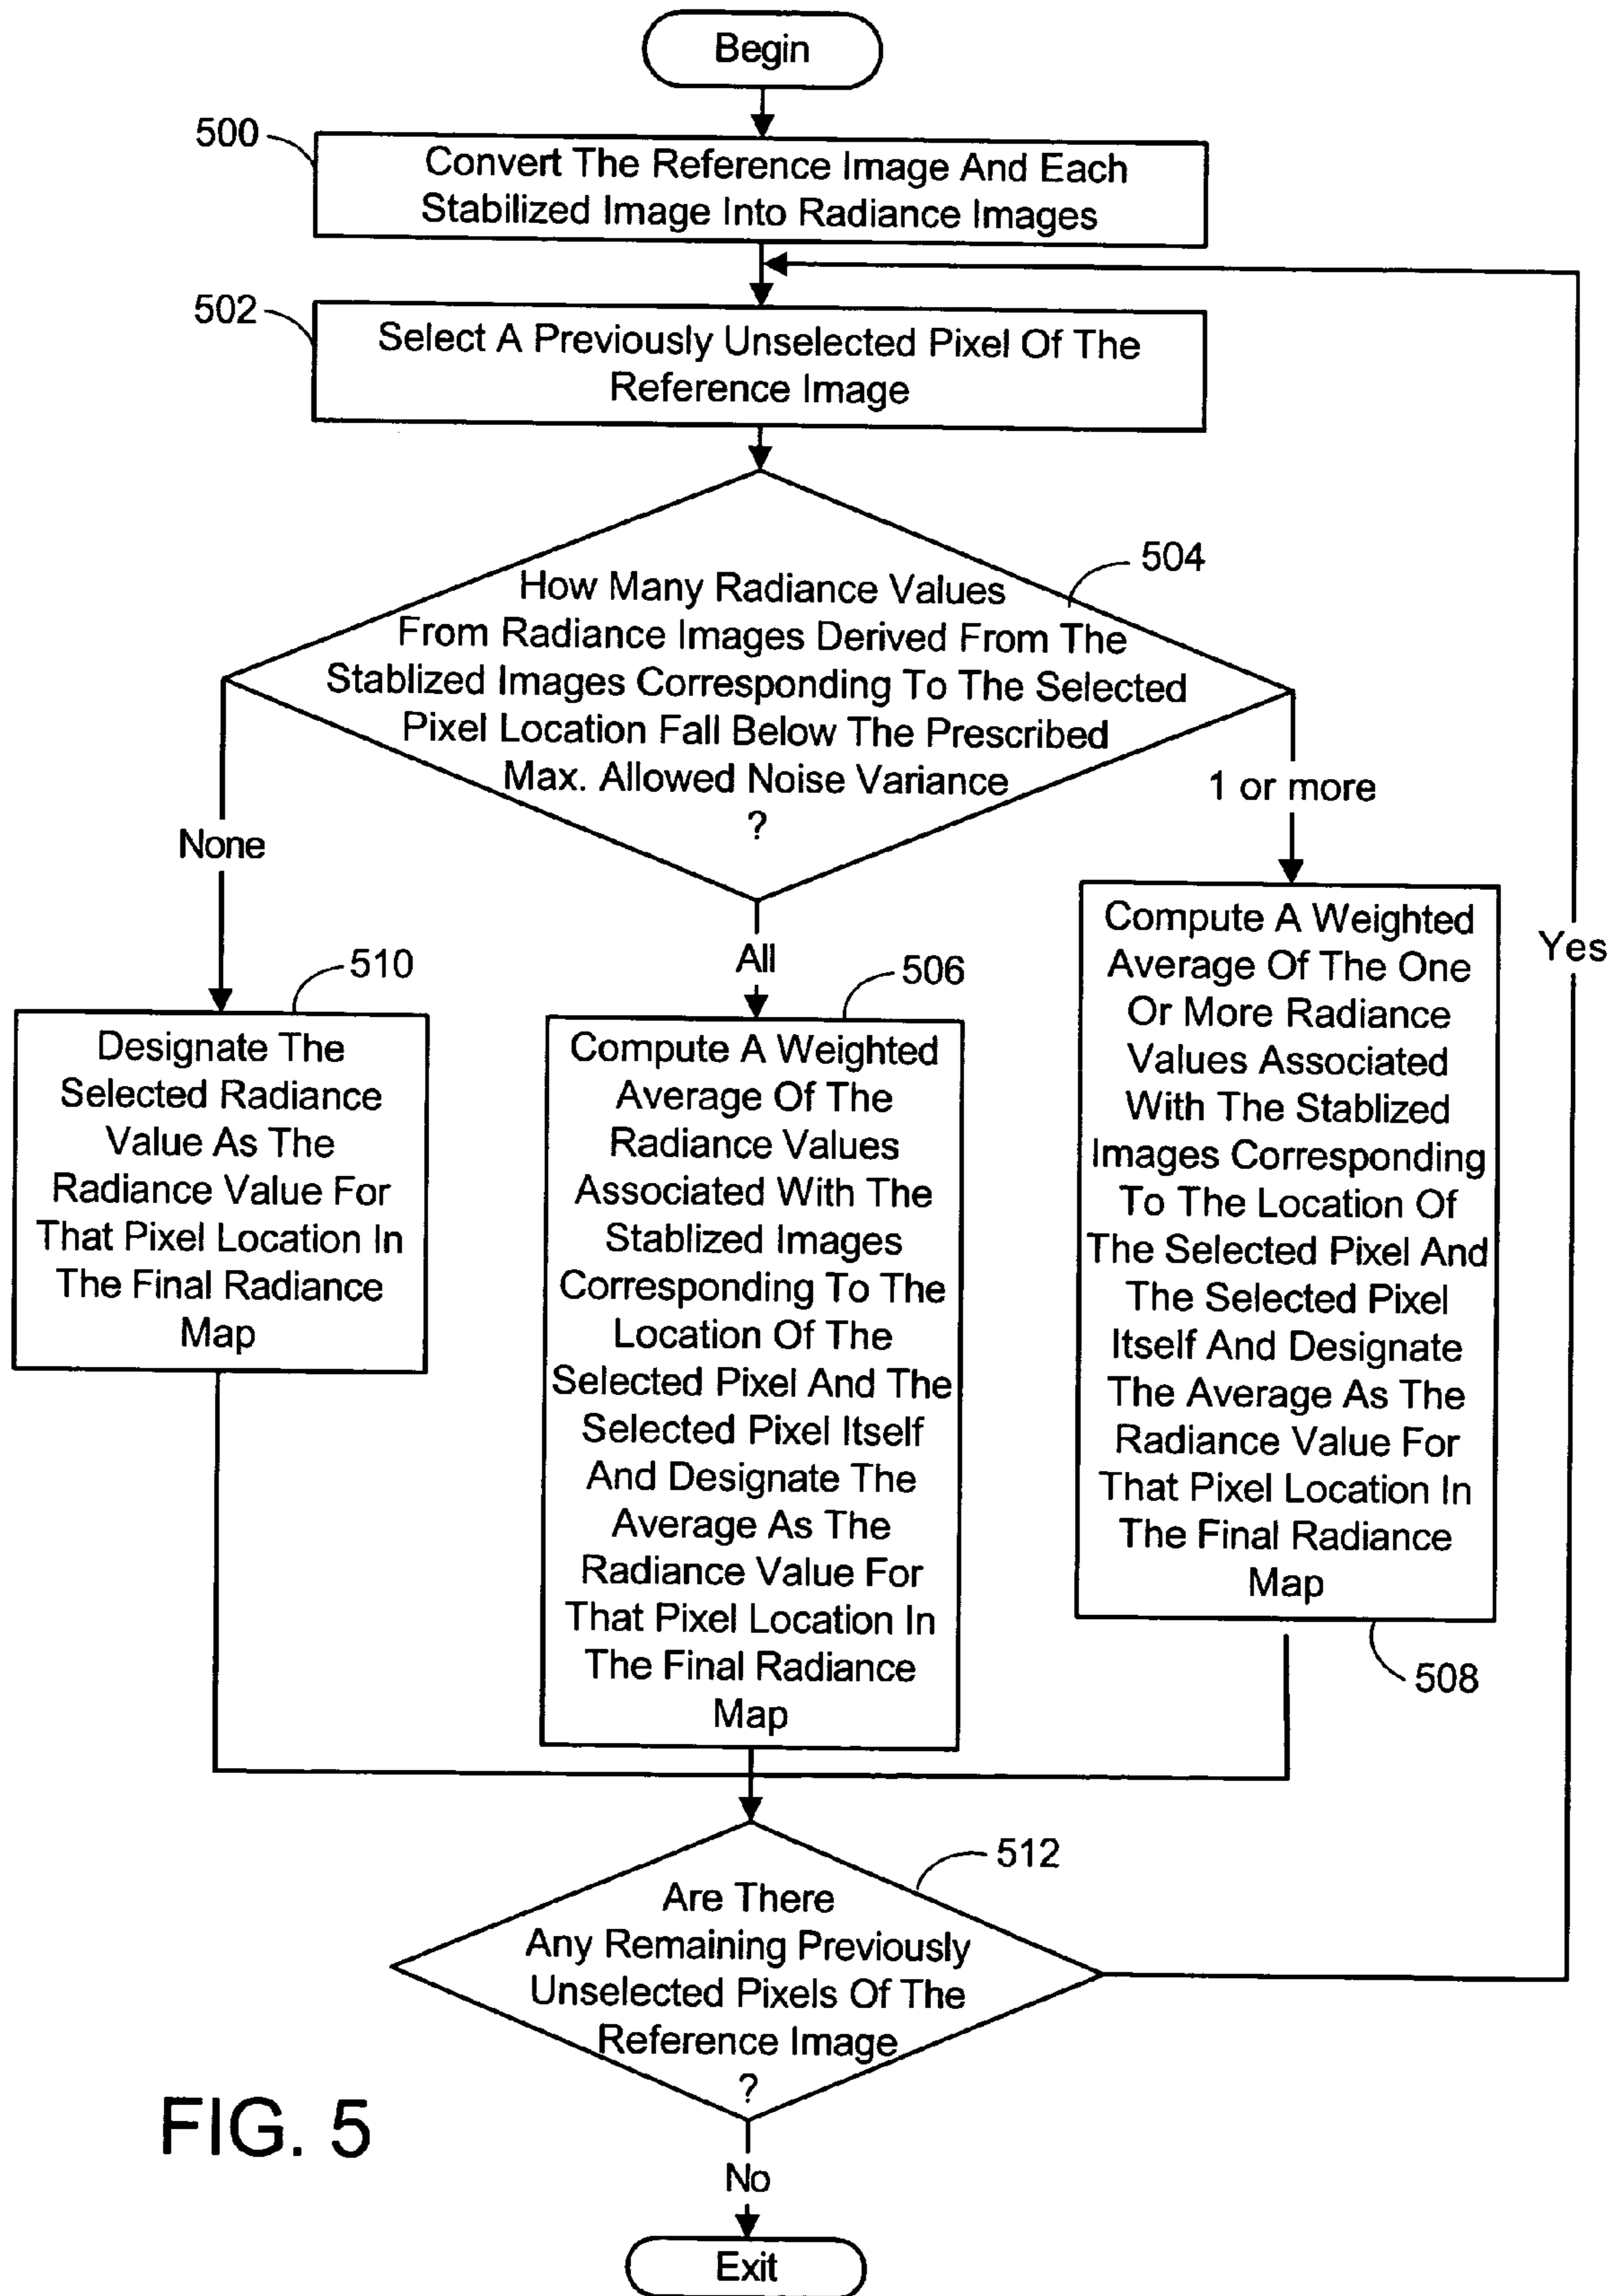 Begin
500
Convert The Reference Image And Each
Stabilized Image Into Radiance Images
502
Select A Previously Unselected Pixel Of The
Reference Image
504
How Many Radiance Values
From Radiance Images Derived From The
Stablized Images Corresponding To The Selected
Pixel Location Fall Below The Prescribed
Max. Allowed Noise Variance
?
None
All
1 or more
Yes
510
Designate The
Selected Radiance
Value As The
Radiance Value For
That Pixel Location In
The Final Radiance
Map
506
Compute A Weighted
Average Of The
Radiance Values
Associated With The
Stablized Images
Corresponding To The
Location Of The
Selected Pixel And The
Selected Pixel Itself
And Designate The
Average As The
Radiance Value For
That Pixel Location In
The Final Radiance
Map
Compute A Weighted
Average Of The One
Or More Radiance
Values Associated
With The Stablized
Images Corresponding
To The Location Of
The Selected Pixel And
The Selected Pixel
Itself And Designate
The Average As The
Radiance Value For
That Pixel Location In
The Final Radiance
Map
508
512
Are There
Any Remaining Previously
Unselected Pixels Of The
Reference Image
?
No
Exit
FIG. 5